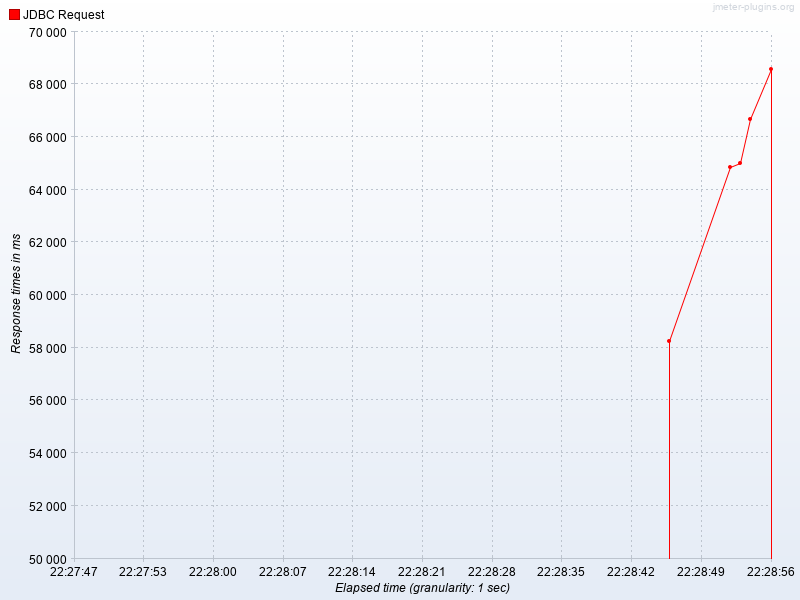 jmeter-plugins.org
JDBC Request
70 000
68 000
66 000
64 000
62 000
60 000
58 000
56 000
54 000
52 000
50 000
Response times in ms
22:27:47 22:27:53 22:28:00 22:28:07 22:28:14 22:28:21 22:28:28 22:28:35 22:28:42 22:28:49 22:28:56
Elapsed time (granularity: 1 sec)